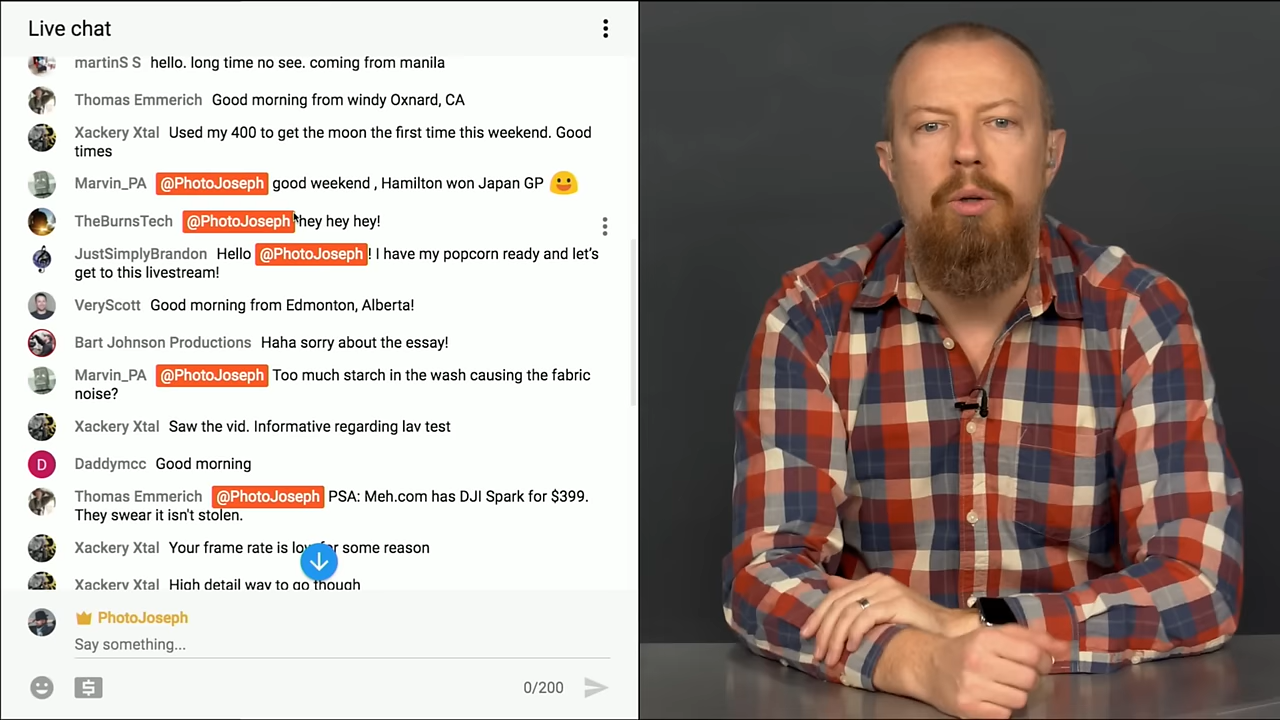 Live chat
martinS S hello. long time no see. coming from manila
Thomas Emmerich Good morning from windy Oxnard, CA
Xackery Xtal Used my 400 to get the moon the first time this weekend. Good
times
Marvin_PA @PhotoJoseph good weekend , Hamilton won Japan GP
TheBurnsTech @PhotoJoseph hey hey hey!
JustSimplyBrandon Hello @PhotoJoseph! I have my popcorn ready and let's
get to this livestream!
VeryScott Good morning from Edmonton, Alberta!
Bart Johnson Productions Haha sorry about the essay!
Marvin_PA @PhotoJoseph Too much starch in the wash causing the fabric
noise?
Xackery Xtal Saw the vid. Informative regarding lav test
D Daddymcc Good morning
Thomas Emmerich @PhotoJoseph PSA: Meh.com has DJI Spark for $399.
They swear it isn't stolen.
Xackery Xtal Your frame rate is low for some reason
Xackery Xtal High detail way to go though
PhotoJoseph
Say something...
$ 0/200